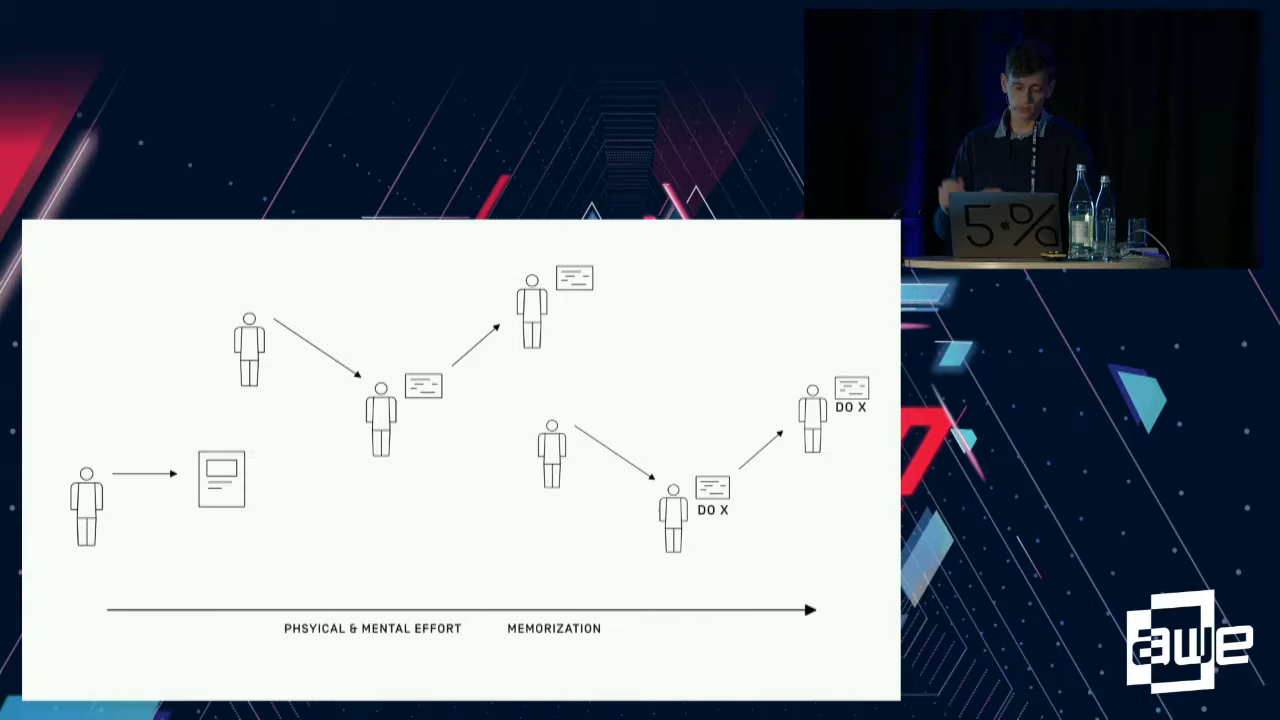 5·%
DO X
DO X
PHSYICAL & MENTAL EFFORT
MEMORIZATION
awe